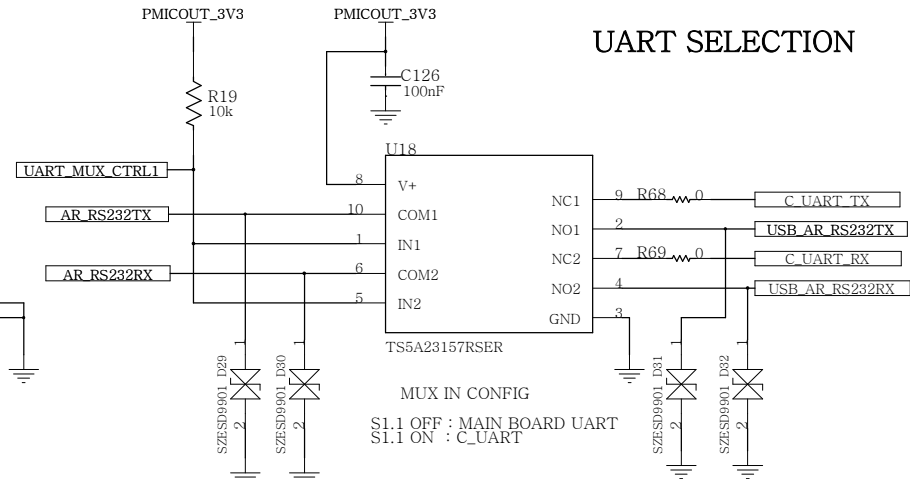 PMICOUT_3V3
PMICOUT_3V3
UART SELECTION
C126
100nF
R19
10k
U18
UART_MUX_CTRL1
8
V+
10
COM1
AR_RS232TX
1
IN1
6
COM2
AR_RS232RX
5
IN2
NC1
9
R68
0
C_UART_TX
NO1
2
USB_AR_RS232TX
NC2
7
R69
0
C_UART_RX
NO2
4
USB_AR_RS232RX
GND
3
TS5A23157RSER
1
SZESD9901 D29
2
1
SZESD9901 D30
2
1
SZESD9901 D31
2
1
SZESD9901 D32
2
MUX IN CONFIG
S1.1 OFF : MAIN BOARD UART
S1.1 ON : C_UART